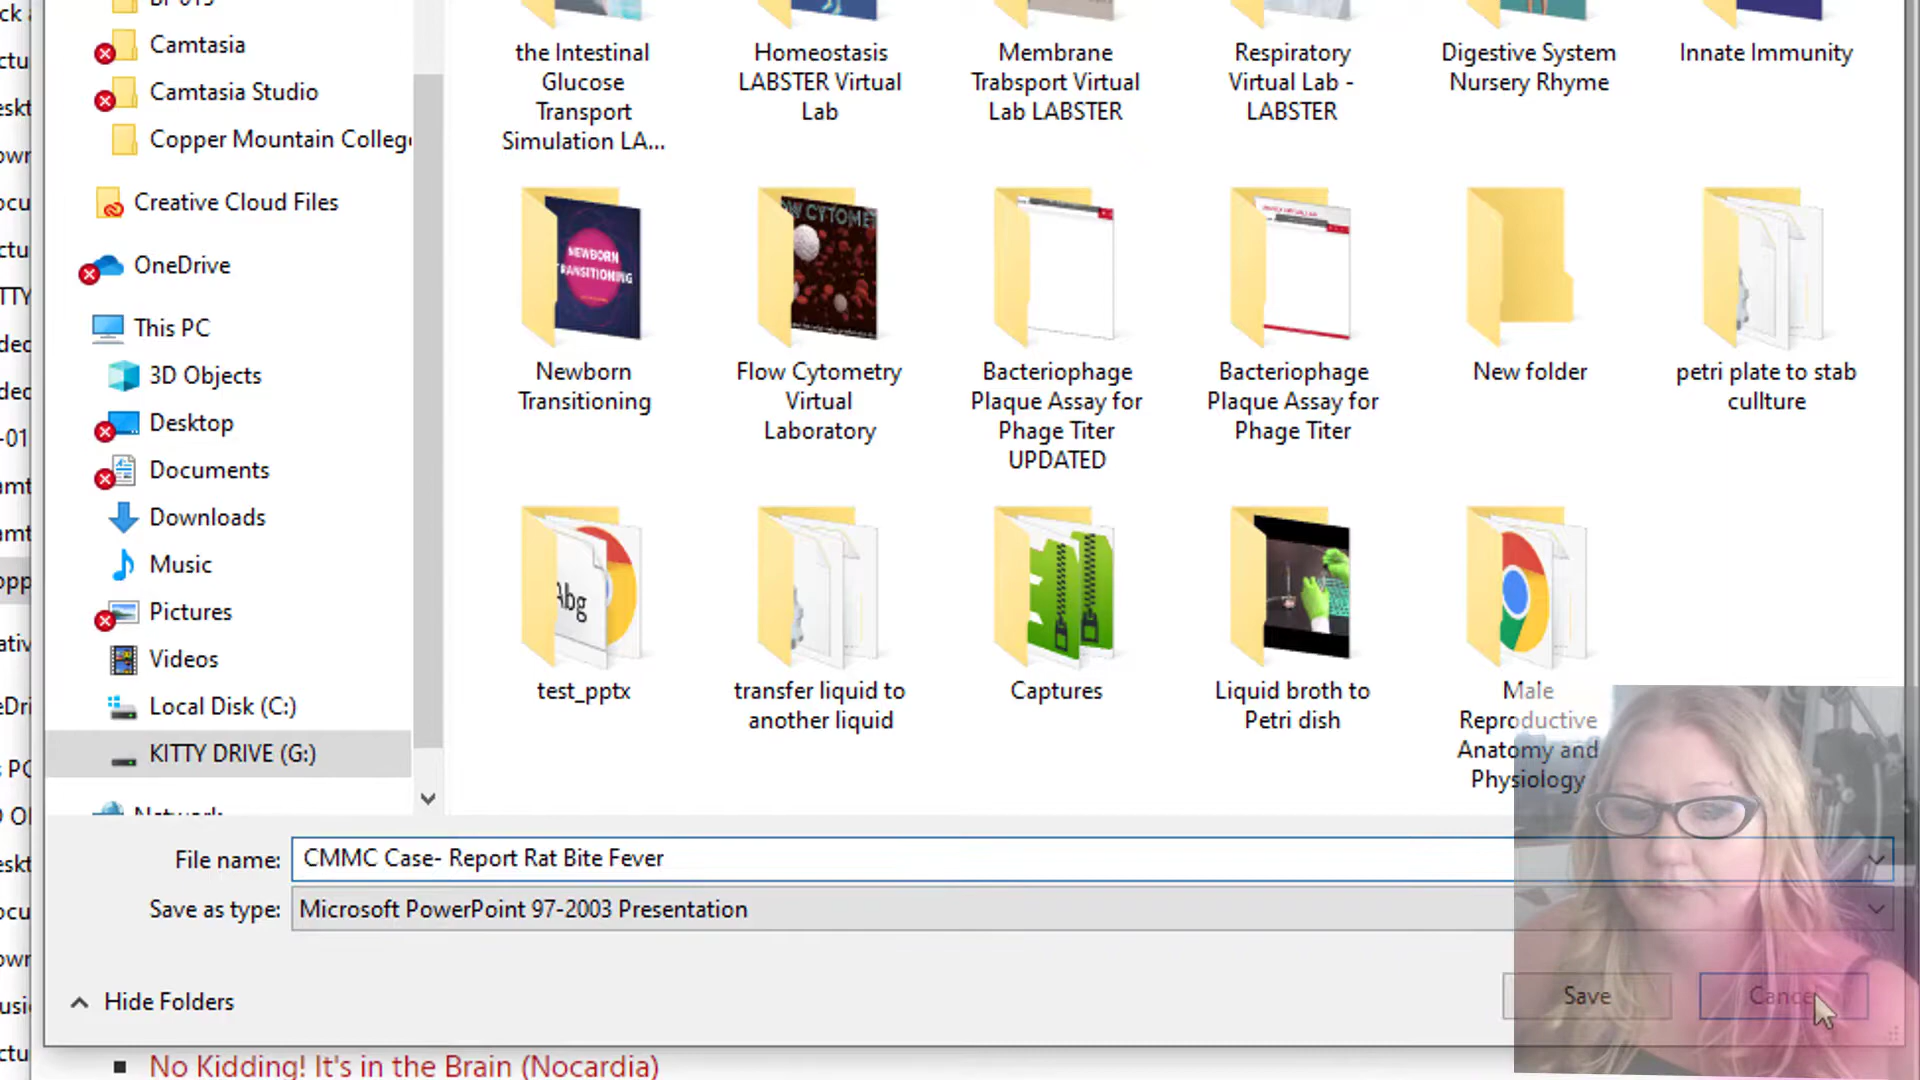 Camtasia
Camtasia Studio
Copper Mountain Colleg
Creative Cloud Files
OneDrive
This PC
3D Objects
Desktop
Documents
Downloads
Music
Pictures
Videos
Local Disk (C:)
KITTY DRIVE (G:)
the Intestinal
Glucose
Transport
Simulation LA...
Homeostasis
LABSTER Virtual
Lab
Membrane
Trabsport Virtual
Lab LABSTER
Respiratory
Virtual Lab -
LABSTER
Digestive System
Nursery Rhyme
Innate Immunity
NEWBORN
TRANSITIONING
Newborn
Transitioning
W CYTOME
Flow Cytometry
Virtual
Laboratory
Bacteriophage
Plaque Assay for
Phage Titer
UPDATED
Bacteriophage
Plaque Assay for
Phage Titer
New folder
petri plate to stab
cullture
Abg
test_pptx
transfer liquid to
another liquid
Captures
Liquid broth to
Petri dish
Male
Reproductive
Anatomy and
Physiology
File name: CMMC Case- Report Rat Bite Fever
Save as type: Microsoft PowerPoint 97-2003 Presentation
Hide Folders
Save
Cance
No Kidding! It's in the Brain (Nocardia)